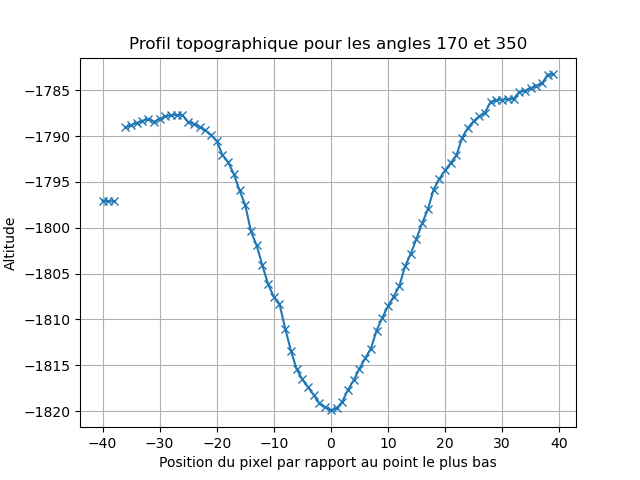 Profil topographique pour les angles 170 et 350
−1785
−1790
−1795
−1800
−1805
−1810
−1815
−1820
Altitude
−40 −30 −20 −10 0 10 20 30 40
Position du pixel par rapport au point le plus bas